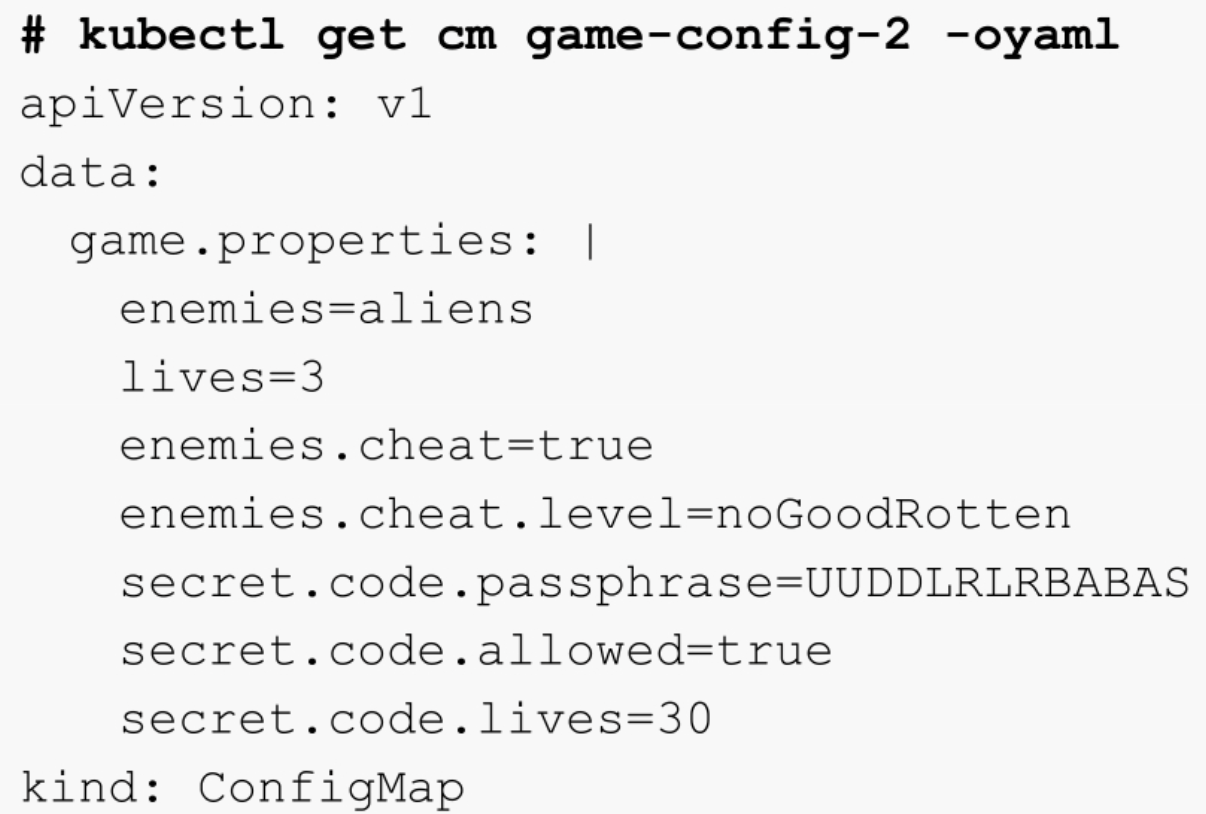 # kubectl get cm game-config-2 -oyaml
apiVersion: v1
data:
  game.properties: |
    enemies=aliens
    lives=3
    enemies.cheat=true
    enemies.cheat.level=noGoodRotten
    secret.code.passphrase=UUDDLRLRBABAS
    secret.code.allowed=true
    secret.code.lives=30
kind: ConfigMap